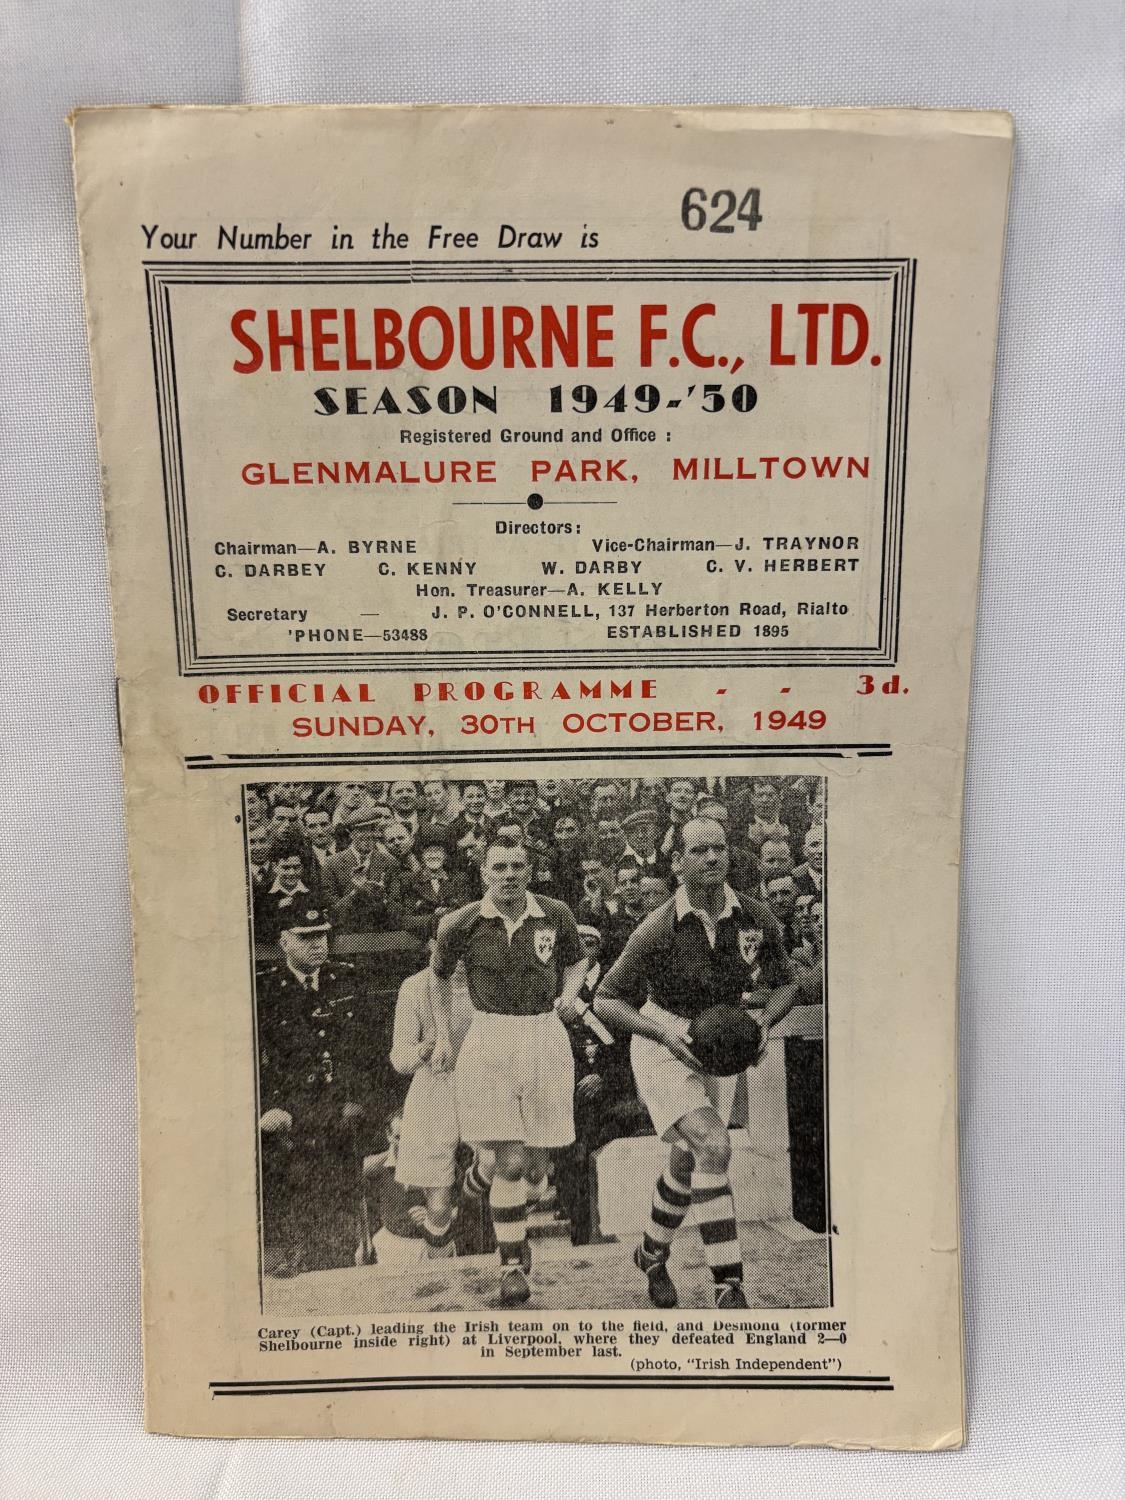 624
Your Number in the Free Draw is
SHELBOURNE F.C., LTD.
SEASON 1949-'50
Registered Ground and Office :
GLENMALURE PARK, MILLTOWN
Directors:
Chairman—A. BYRNE Vice-Chairman—J. TRAYNOR
C. DARBEY C. KENNY W. DARBY C. V. HERBERT
Hon. Treasurer—A. KELLY
Secretary — J. P. O'CONNELL, 137 Herberton Road, Rialto
'PHONE—53488 ESTABLISHED 1895
OFFICIAL PROGRAMME - - 3d.
SUNDAY, 30TH OCTOBER, 1949
Carey (Capt.) leading the Irish team on to the field, and Desmond (former
Shelbourne inside right) at Liverpool, where they defeated England 2—0
in September last.
(photo, "Irish Independent")